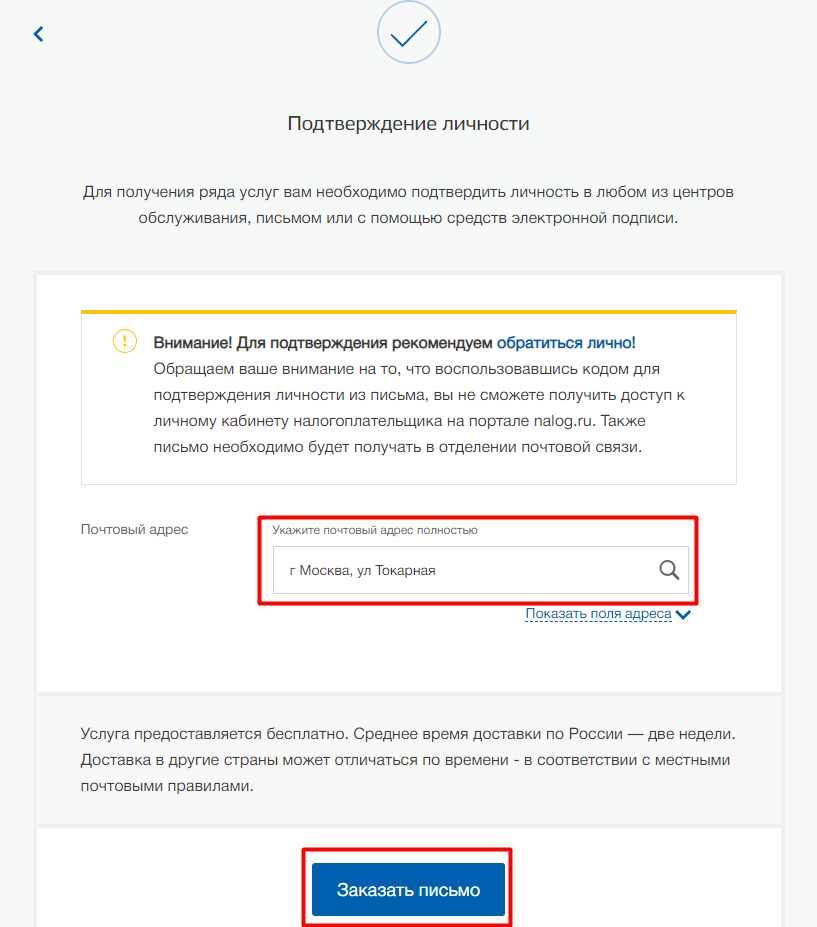 Подтверждение личности
Для получения ряда услуг вам необходимо подтвердить личность в любом из центров
обслуживания, письмом или с помощью средств электронной подписи.
Внимание! Для подтверждения рекомендуем обратиться лично!
Обращаем ваше внимание на то, что воспользовавшись кодом для
подтверждения личности из письма, вы не сможете получить доступ к
личному кабинету налогоплательщика на портале nalog.ru. Также
письмо необходимо будет получать в отделении почтовой связи.
Почтовый адрес
Укажите почтовый адрес полностью
г Москва, ул Токарная
Показать поля адреса
Услуга предоставляется бесплатно. Среднее время доставки по России — две недели.
Доставка в другие страны может отличаться по времени - в соответствии с местными
почтовыми правилами.
Заказать письмо